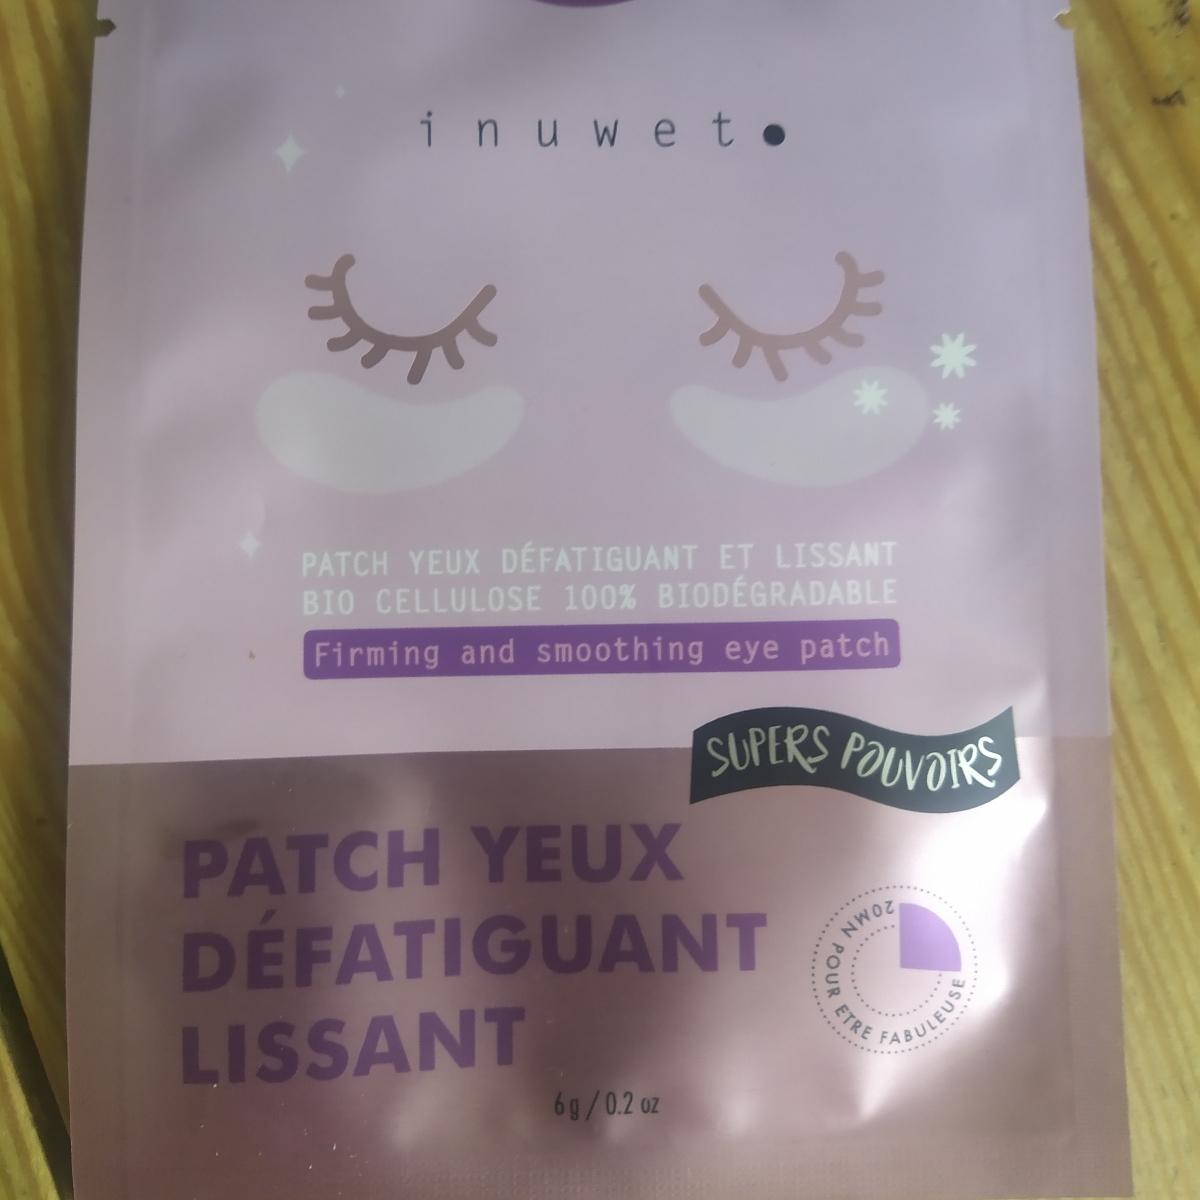 inuwet.
PATCH YEUX DÉFATIGUANT ET LISSANT
BIO CELLULOSE 100% BIODÉGRADABLE
Firming and smoothing eye patch
SUPERS POUVOIRS
PATCH YEUX
DÉFATIGUANT
LISSANT
20MN POUR ETRE FABULEUSE
6g / 0.2 oz